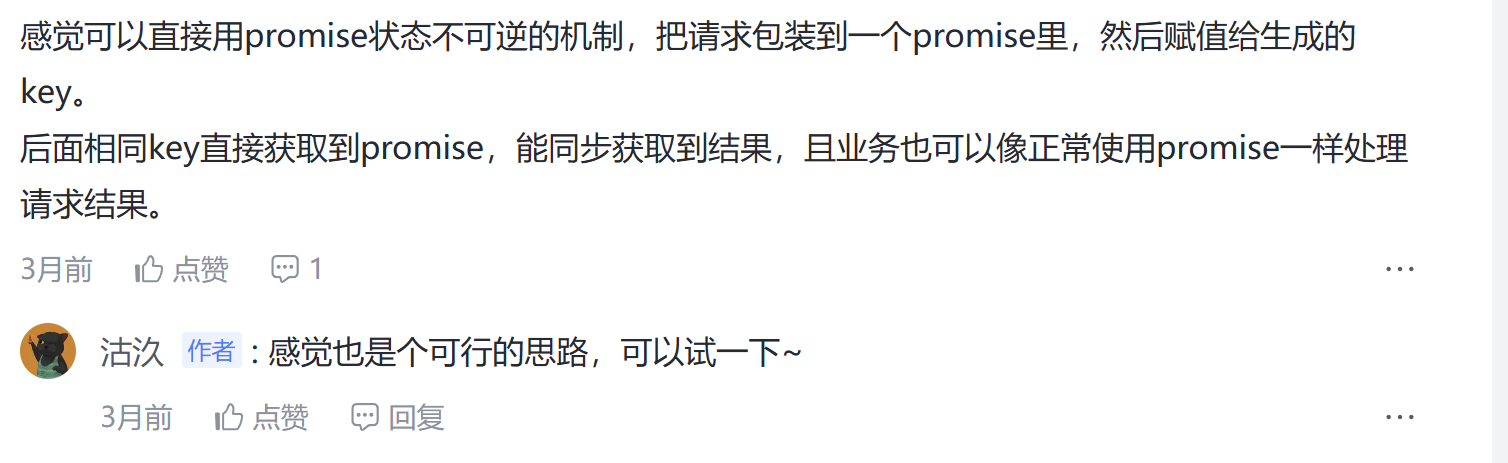 感觉可以直接用promise状态不可逆的机制，把请求包装到一个promise里，然后赋值给生成的
key。
后面相同key直接获取到promise，能同步获取到结果，且业务也可以像正常使用promise一样处理
请求结果。
3月前 点赞 1
沽汣 作者 : 感觉也是个可行的思路，可以试一下~
3月前 点赞 回复